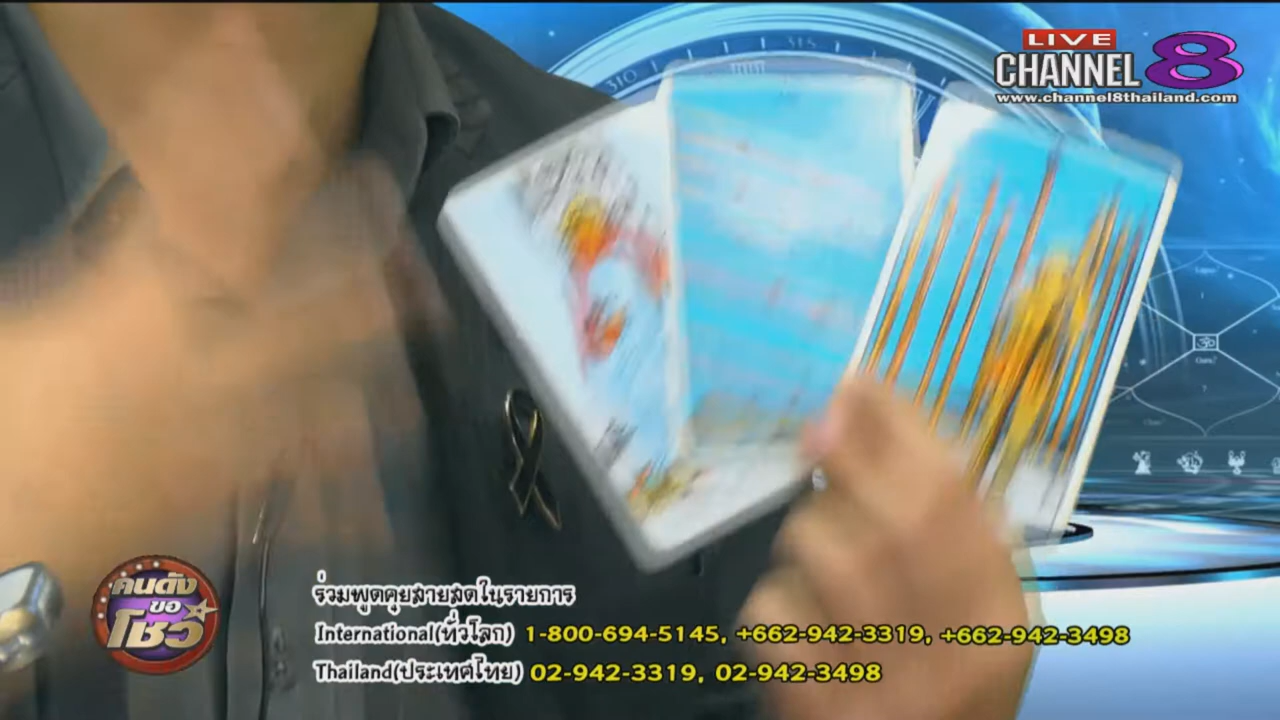 LIVE
CHANNEL 8
www.channel8thailand.com
310
315
คนดัง
ขอ
โชว์
ร่วมพูดคุยสายสดในรายการ
International(ทั่วโลก) 1-800-694-5145, +662-942-3319, +662-942-3498
Thailand(ประเทศไทย) 02-942-3319, 02-942-3498